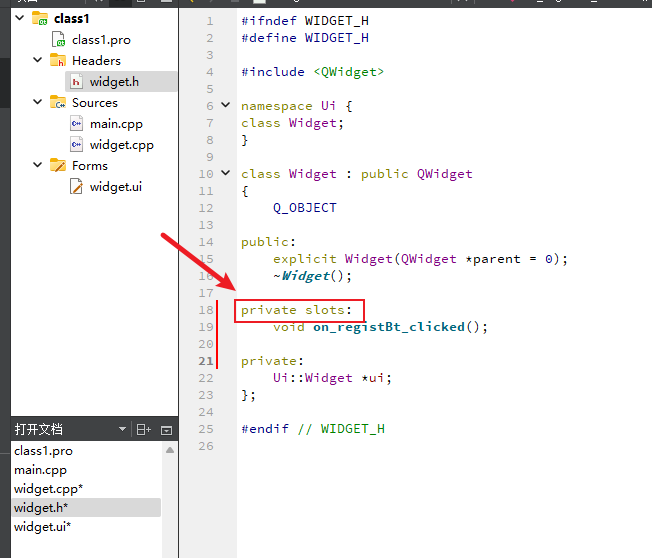 class1
class1.pro
Headers
widget.h
Sources
main.cpp
widget.cpp
Forms
widget.ui
打开文档
class1.pro
main.cpp
widget.cpp*
widget.h*
widget.ui*
1 #ifndef WIDGET_H
2 #define WIDGET_H
3
4 #include <QWidget>
5
6 namespace Ui {
7 class Widget;
8 }
9
10 class Widget : public QWidget
11 {
12 Q_OBJECT
13
14 public:
15 explicit Widget(QWidget *parent = 0);
16 ~Widget();
17
18 private slots:
19 void on_registBt_clicked();
20
21 private:
22 Ui::Widget *ui;
23 };
24
25 #endif // WIDGET_H
26